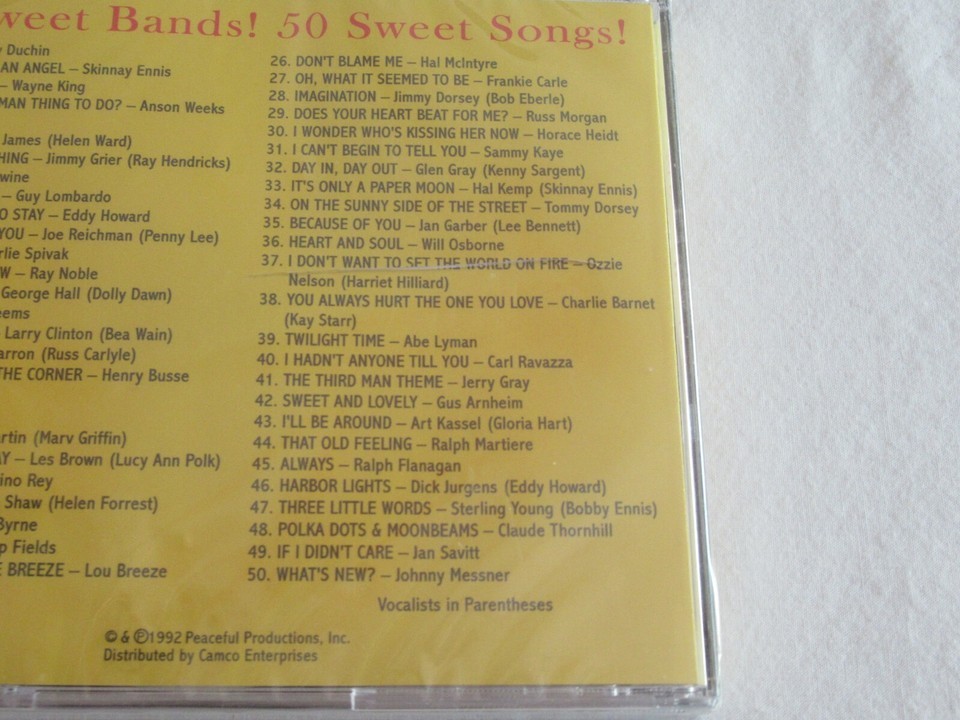 weet Bands! 50 Sweet Songs!
y Duchin
AN ANGEL – Skinnay Ennis
– Wayne King
MAN THING TO DO? – Anson Weeks
James (Helen Ward)
HING – Jimmy Grier (Ray Hendricks)
wine
– Guy Lombardo
O STAY – Eddy Howard
YOU – Joe Reichman (Penny Lee)
rlie Spivak
W – Ray Noble
George Hall (Dolly Dawn)
eems
Larry Clinton (Bea Wain)
arron (Russ Carlyle)
THE CORNER – Henry Busse
rtin (Marv Griffin)
AY – Les Brown (Lucy Ann Polk)
ino Rey
Shaw (Helen Forrest)
Byrne
p Fields
E BREEZE – Lou Breeze
26. DON'T BLAME ME – Hal McIntyre
27. OH, WHAT IT SEEMED TO BE – Frankie Carle
28. IMAGINATION – Jimmy Dorsey (Bob Eberle)
29. DOES YOUR HEART BEAT FOR ME? – Russ Morgan
30. I WONDER WHO'S KISSING HER NOW – Horace Heidt
31. I CAN'T BEGIN TO TELL YOU – Sammy Kaye
32. DAY IN, DAY OUT – Glen Gray (Kenny Sargent)
33. IT'S ONLY A PAPER MOON – Hal Kemp (Skinnay Ennis)
34. ON THE SUNNY SIDE OF THE STREET – Tommy Dorsey
35. BECAUSE OF YOU – Jan Garber (Lee Bennett)
36. HEART AND SOUL – Will Osborne
37. I DON'T WANT TO SET THE WORLD ON FIRE – Ozzie
Nelson (Harriet Hilliard)
38. YOU ALWAYS HURT THE ONE YOU LOVE – Charlie Barnet
(Kay Starr)
39. TWILIGHT TIME – Abe Lyman
40. I HADN'T ANYONE TILL YOU – Carl Ravazza
41. THE THIRD MAN THEME – Jerry Gray
42. SWEET AND LOVELY – Gus Arnheim
43. I'LL BE AROUND – Art Kassel (Gloria Hart)
44. THAT OLD FEELING – Ralph Martiere
45. ALWAYS – Ralph Flanagan
46. HARBOR LIGHTS – Dick Jurgens (Eddy Howard)
47. THREE LITTLE WORDS – Sterling Young (Bobby Ennis)
48. POLKA DOTS & MOONBEAMS – Claude Thornhill
49. IF I DIDN'T CARE – Jan Savitt
50. WHAT'S NEW? – Johnny Messner
Vocalists in Parentheses
© & ℗1992 Peaceful Productions, Inc.
Distributed by Camco Enterprises